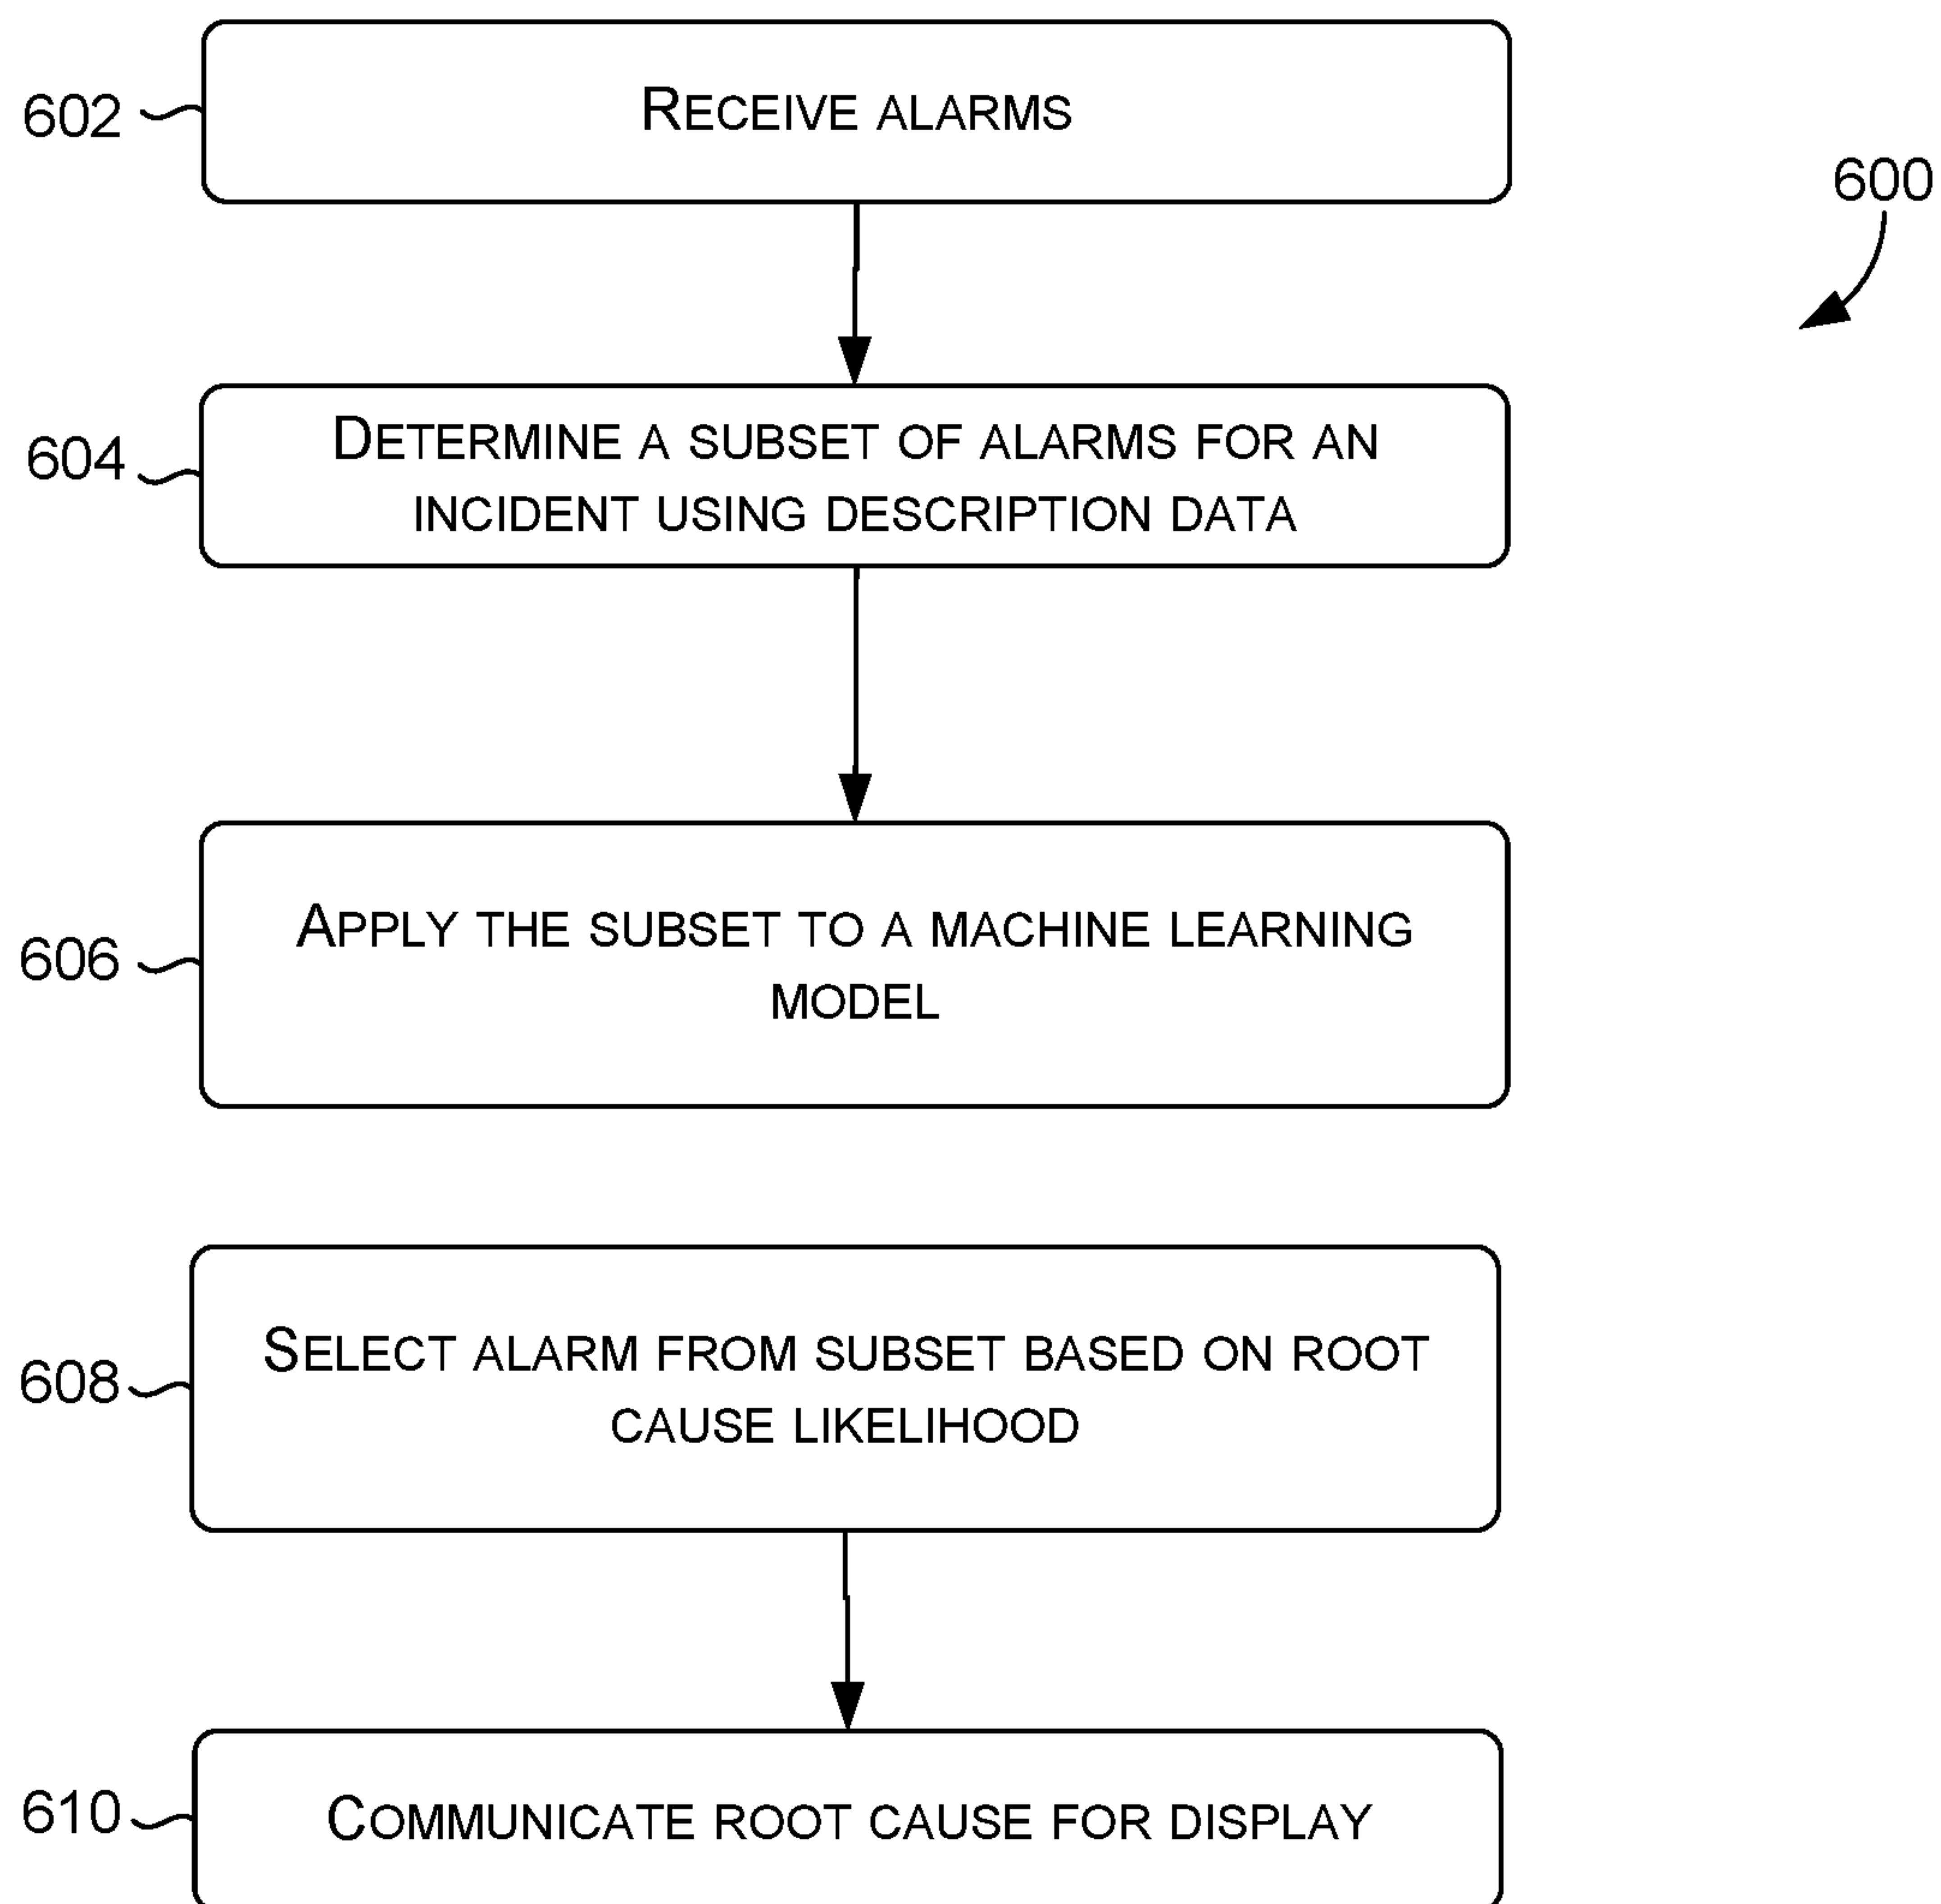 602
RECEIVE ALARMS
600
604
DETERMINE A SUBSET OF ALARMS FOR AN
INCIDENT USING DESCRIPTION DATA
606
APPLY THE SUBSET TO A MACHINE LEARNING
MODEL
608
SELECT ALARM FROM SUBSET BASED ON ROOT
CAUSE LIKELIHOOD
610
COMMUNICATE ROOT CAUSE FOR DISPLAY